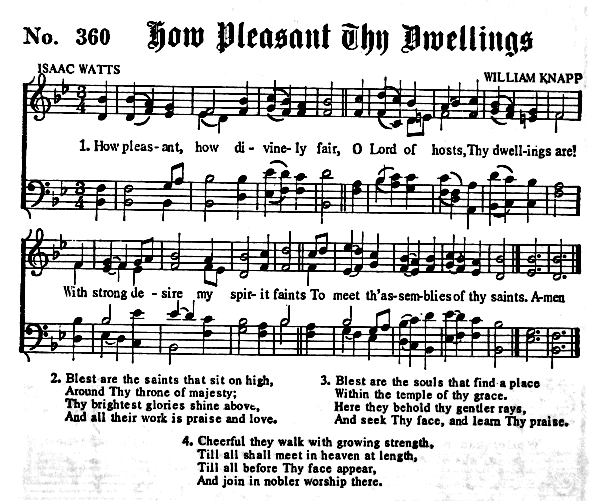 No. 360 How Pleasant Thy Dwellings
ISAAC WATTS
WILLIAM KNAPP
3
4
1. How pleas- ant, how di - vine- ly fair, O Lord of hosts, Thy dwell-ings are!
3
4
With strong de - sire my spir- it faints To meet th'as-sem-blies of thy saints. A-men
2. Blest are the saints that sit on high,
Around Thy throne of majesty;
Thy brightest glories shine above,
And all their work is praise and love.
3. Blest are the souls that find a place
Within the temple of thy grace.
Here they behold thy gentler rays,
And seek Thy face, and learn Thy praise.
4. Cheerful they walk with growing strength,
Till all shall meet in heaven at length,
Till all before Thy face appear,
And join in nobler worship there.